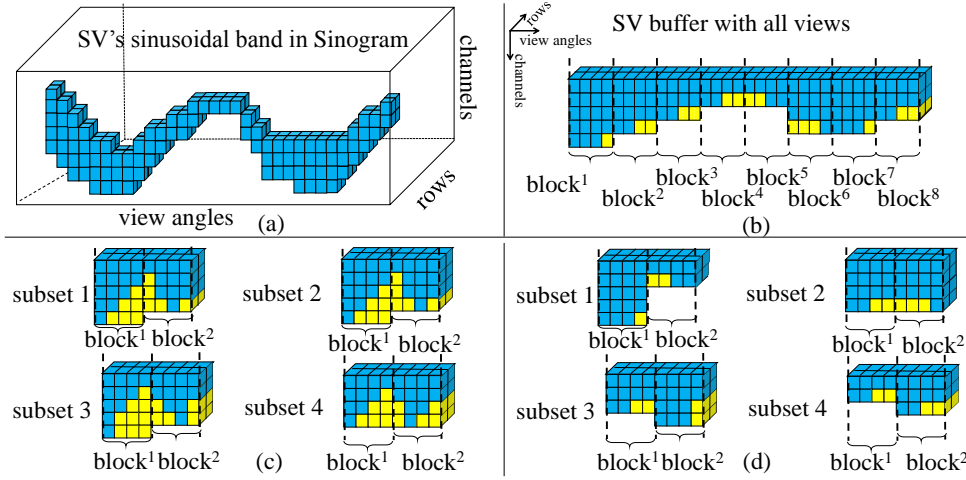 SV's sinusoidal band in Sinogram
channels
rows
view angles
(a)
rows
view angles
channels
SV buffer with all views
block¹
block²
block³
block⁴
block⁵
block⁶
block⁷
block⁸
(b)
subset 1
block¹
block²
subset 2
block¹
block²
subset 3
block¹
block²
subset 4
block¹
block²
(c)
subset 1
block¹
block²
subset 2
block¹
block²
subset 3
block¹
block²
subset 4
block¹
block²
(d)